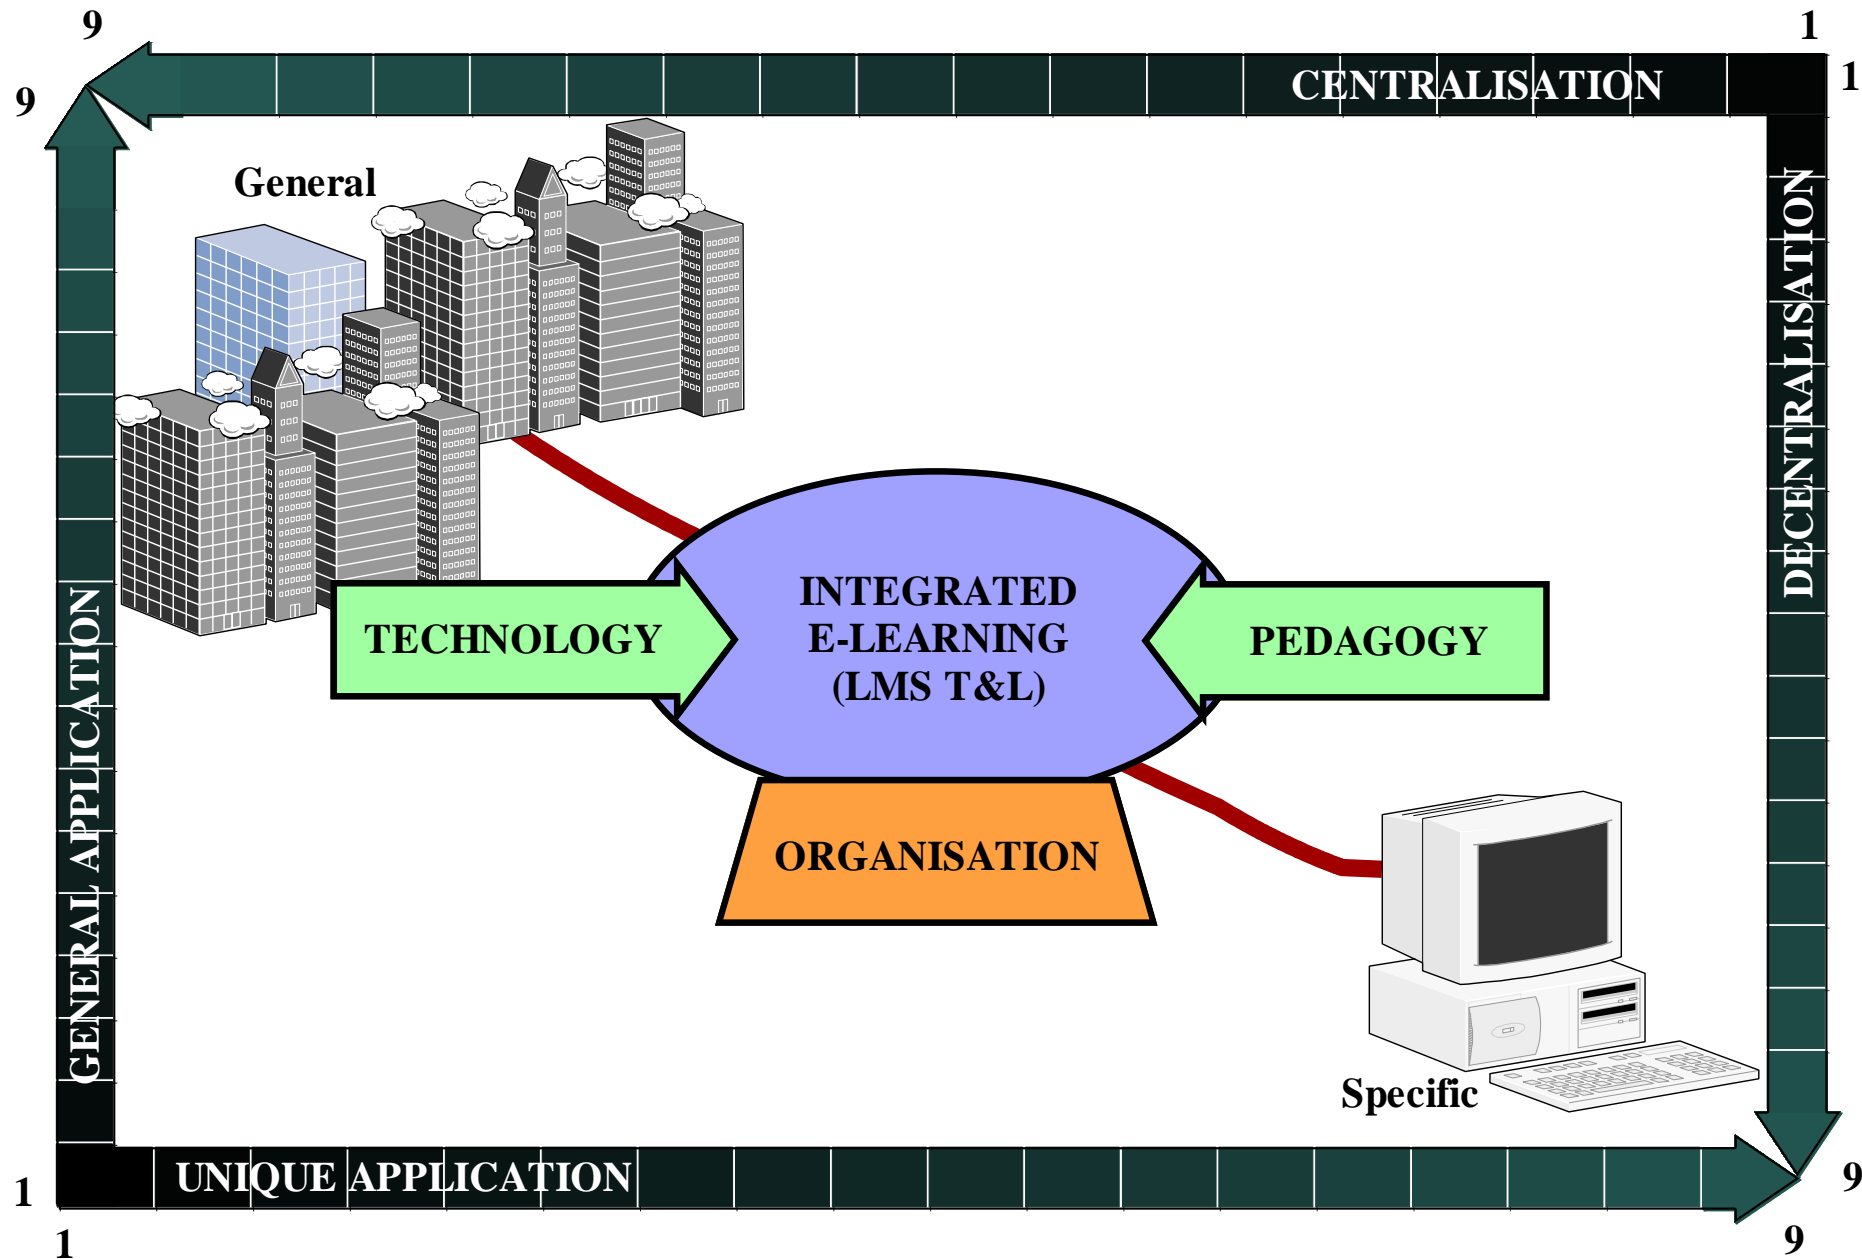 9
1
9
CENTRALISATION
1
General
DECENTRALISATION
INTEGRATED
E-LEARNING
(LMS T&L)
TECHNOLOGY
PEDAGOGY
GENERAL APPLICATION
ORGANISATION
Specific
UNIQUE APPLICATION
1
9
1
9